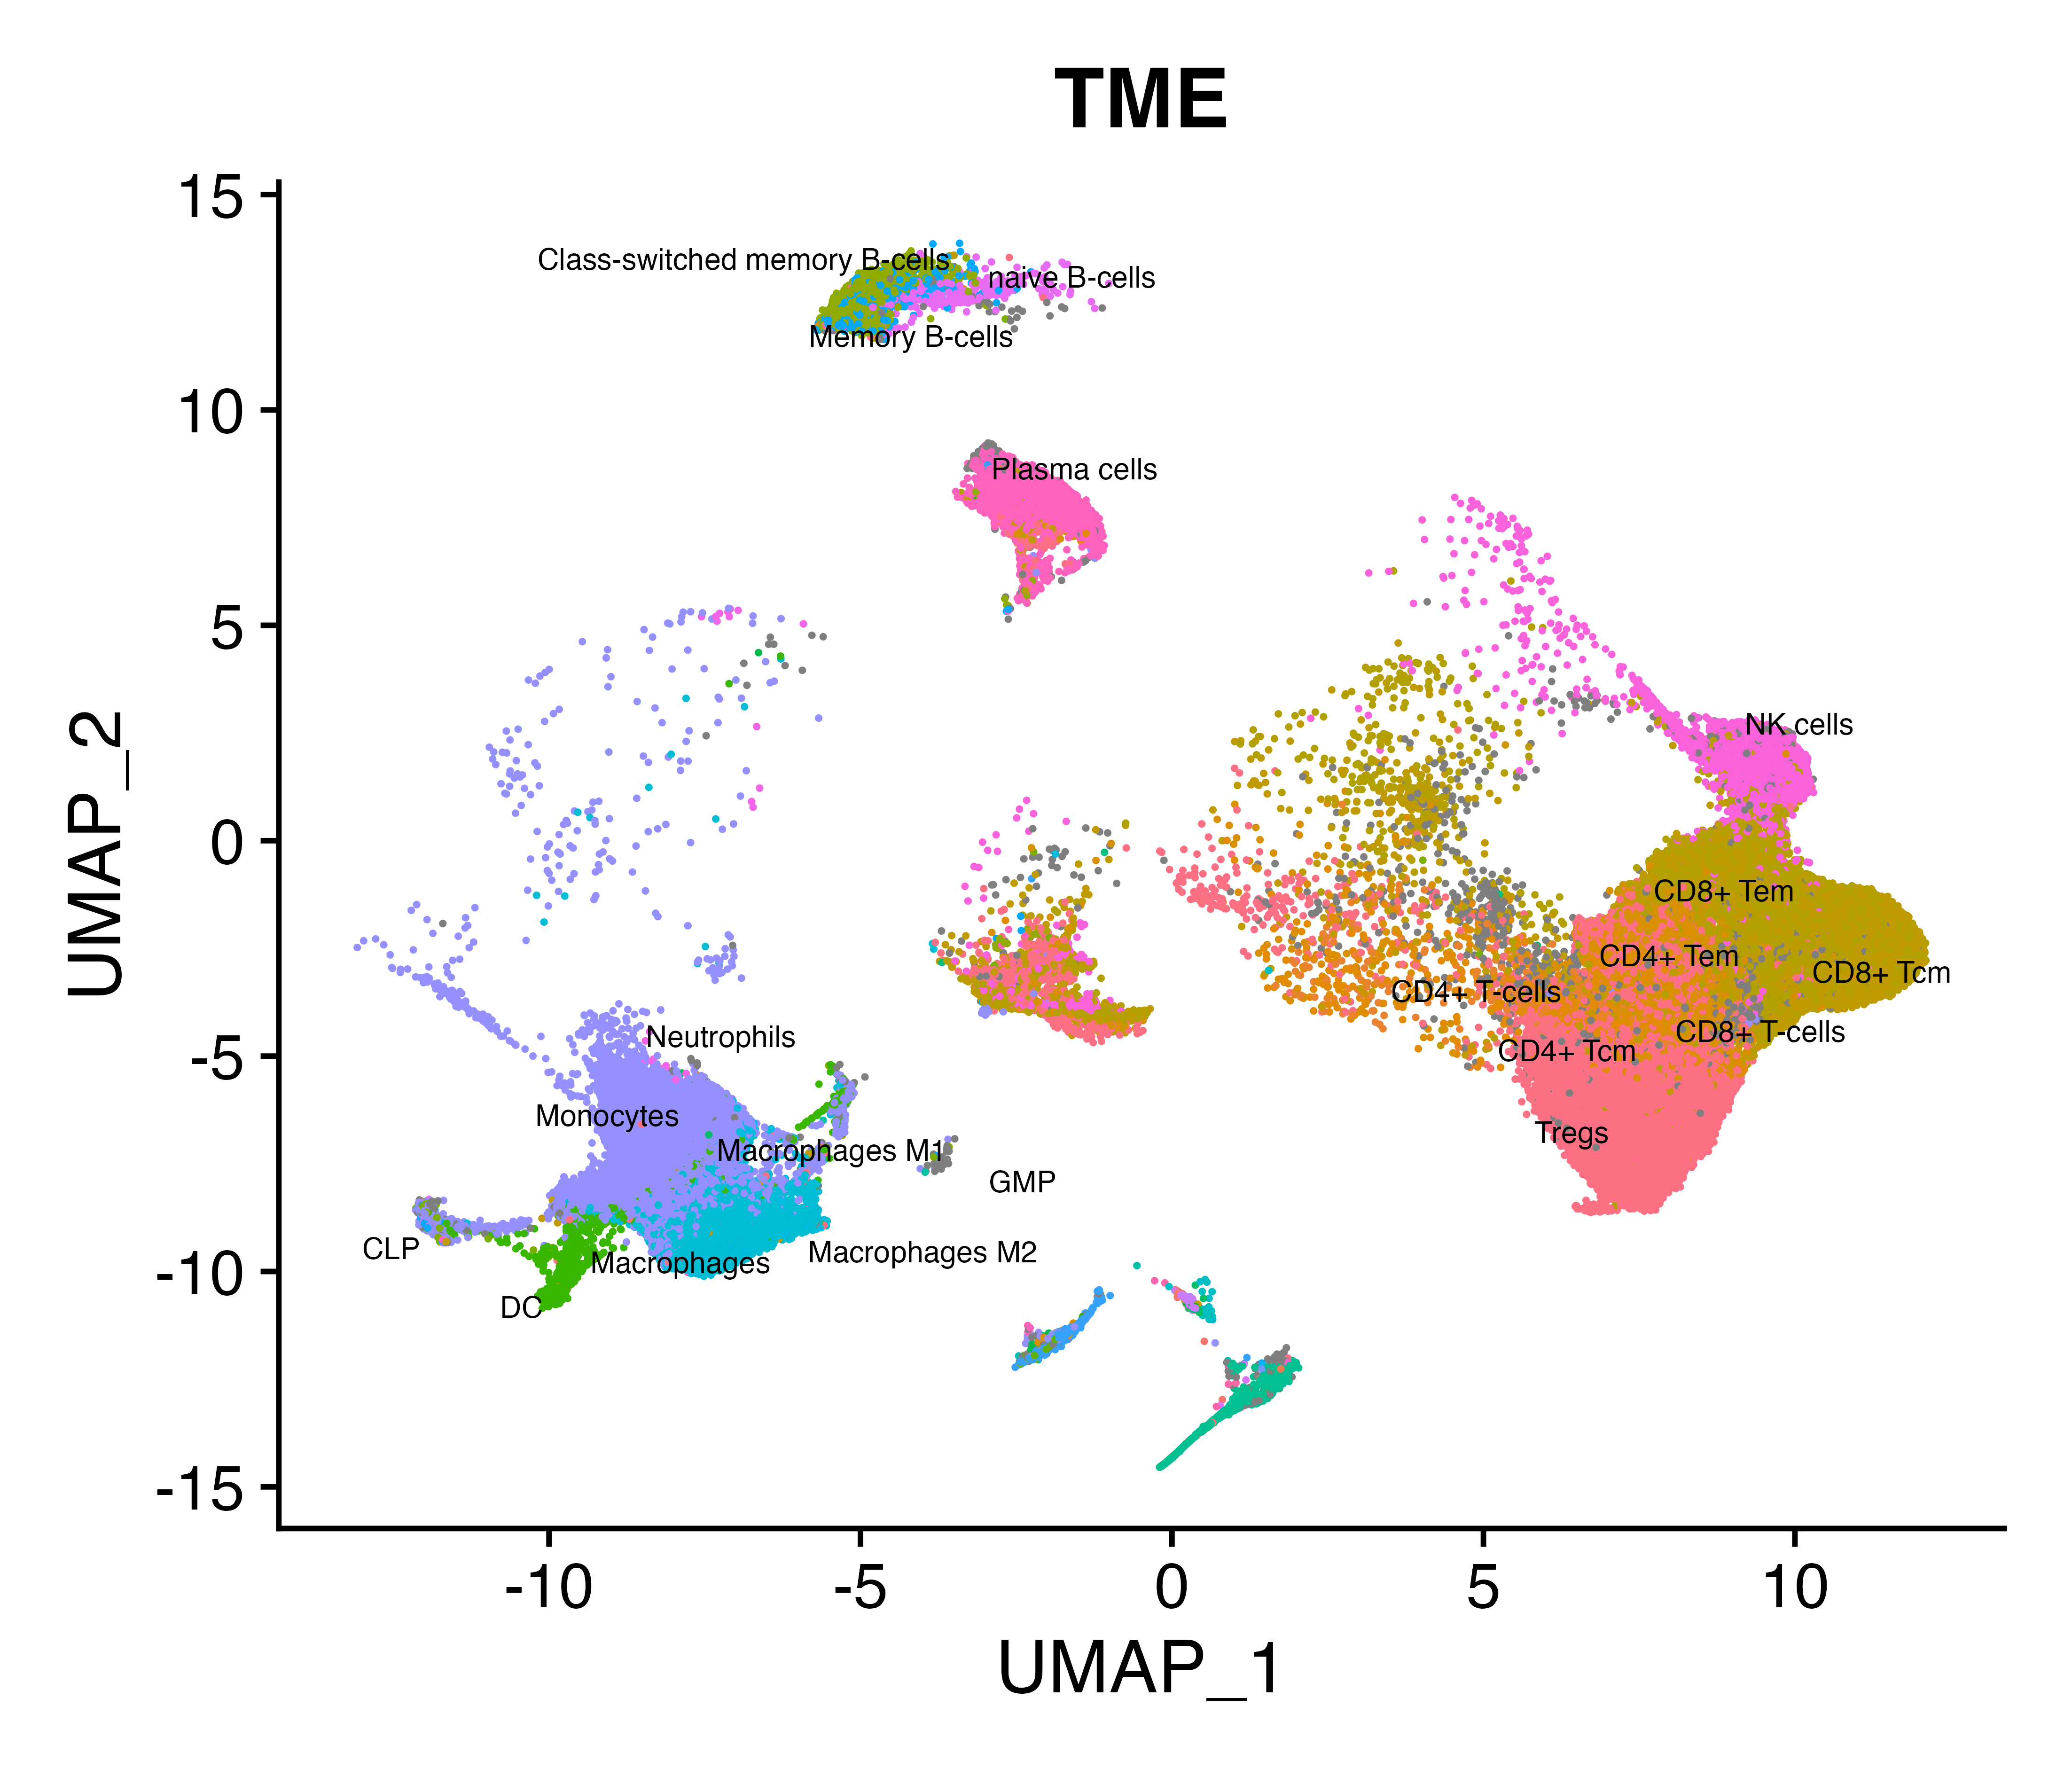 TME
15
10
5
0
-5
-10
-15
UMAP_2
Class-switched memory B-cells
naive B-cells
Memory B-cells
Plasma cells
NK cells
CD8+ Tem
CD4+ Tem
CD8+ Tcm
CD4+ T-cells
CD8+ T-cells
CD4+ Tcm
Neutrophils
Monocytes
Tregs
Macrophages M1
GMP
CLP
Macrophages M2
Macrophages
DC
-10
-5
0
5
10
UMAP_1